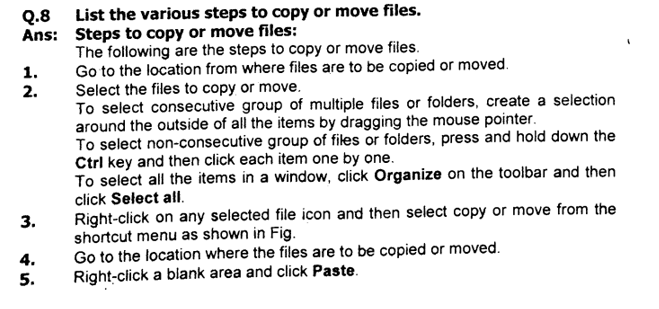 Q.8 List the various steps to copy or move files.
Ans: Steps to copy or move files:
The following are the steps to copy or move files.
1. Go to the location from where files are to be copied or moved.
2. Select the files to copy or move.
To select consecutive group of multiple files or folders, create a selection
around the outside of all the items by dragging the mouse pointer.
To select non-consecutive group of files or folders, press and hold down the
Ctrl key and then click each item one by one.
To select all the items in a window, click Organize on the toolbar and then
click Select all.
3. Right-click on any selected file icon and then select copy or move from the
shortcut menu as shown in Fig.
4. Go to the location where the files are to be copied or moved.
5. Right-click a blank area and click Paste.